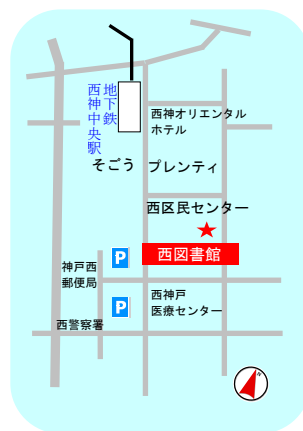 地下鉄
西神中央駅
西神オリエンタル
ホテル
そごう
プレンティ
西区民センター
西図書館
P
神戸西
郵便局
西神戸
医療センター
P
西警察署
N